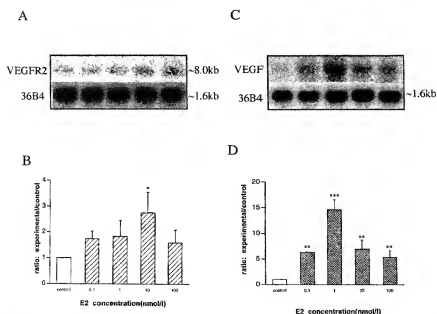 A
VEGFR2
~8.0kb
36B4
~1.6kb
C
VEGF
36B4
~1.6kb
B
ratio: experimental/control
4
3
2
1
0
*
control
0.1
1
10
100
E2 concentration(nmol/l)
D
ratio: experimental/control
20
15
10
5
0
**
***
**
**
control
0.1
1
10
100
E2 concentration(nmol/l)